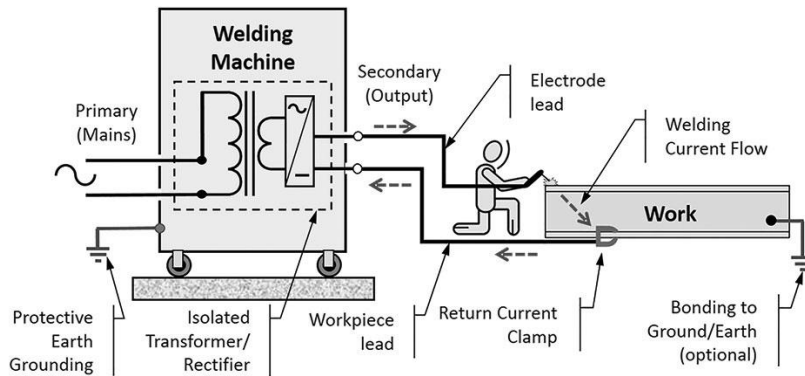 Welding
Machine
Primary
(Mains)
Secondary
(Output)
Electrode
lead
Welding
Current Flow
Work
Protective
Earth
Grounding
Isolated
Transformer/
Rectifier
Workpiece
lead
Return Current
Clamp
Bonding to
Ground/Earth
(optional)